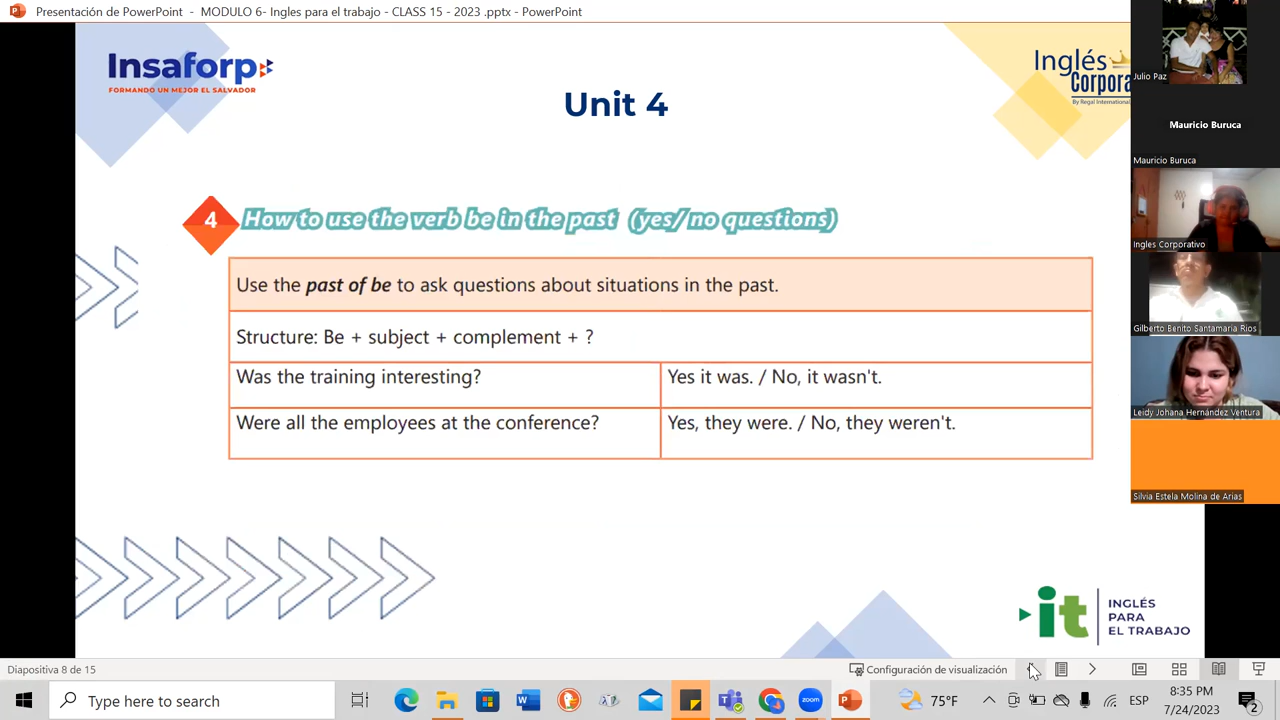 Presentación de PowerPoint - MODULO 6- Ingles para el trabajo - CLASS 15 - 2023 .pptx - PowerPoint
Insaforp
FORMANDO UN MEJOR EL SALVADOR
Inglés
Corpora
By Regal International
Unit 4
4 How to use the verb be in the past (yes/no questions)
Use the past of be to ask questions about situations in the past.
Structure: Be + subject + complement + ?
Was the training interesting? Yes it was. / No, it wasn't.
Were all the employees at the conference? Yes, they were. / No, they weren't.
it INGLÉS
PARA
EL TRABAJO
Julio Paz
Mauricio Buruca
Mauricio Buruca
Ingles Corporativo
Gilberto Benito Santamaria Rios
Leidy Johana Hernández Ventura
Silvia Estela Molina de Arias
Diapositiva 8 de 15
Configuración de visualización
Type here to search
zoom
75°F
ESP
8:35 PM
7/24/2023
2